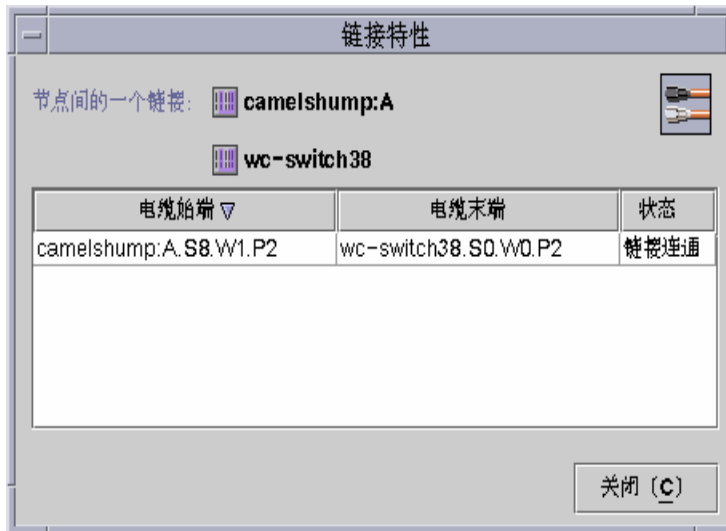 链接特性
节点间的一个链接: camelshump:A
wc-switch38
电缆始端 电缆末端 状态
camelshump:A.S8.W1.P2 wc-switch38.S0.W0.P2 链接连通
关闭 (C)